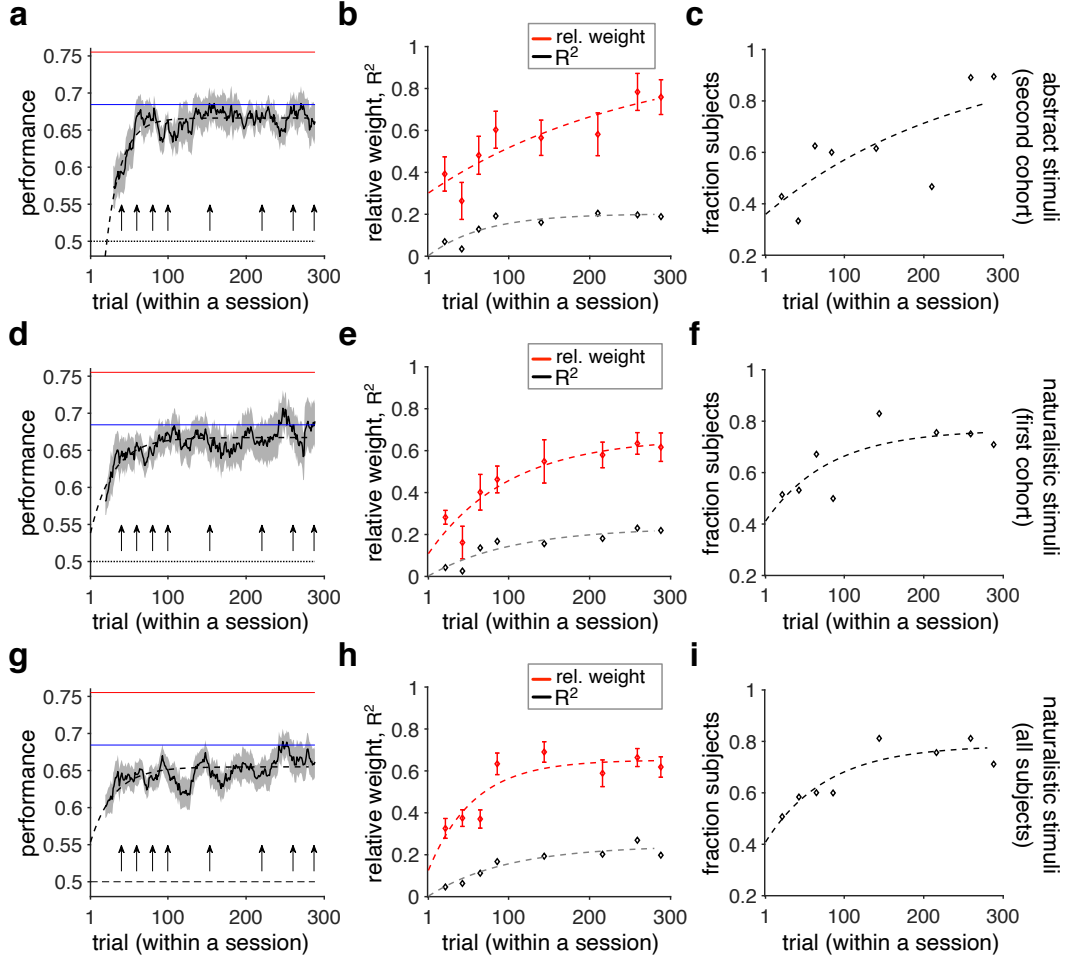 a
0.75
0.7
0.65
0.6
0.55
0.5
performance
1
100
200
300
trial (within a session)
b
rel. weight
R²
1
0.8
0.6
0.4
0.2
0
relative weight, R²
1
100
200
300
trial (within a session)
c
1
0.8
0.6
0.4
0.2
fraction subjects
1
100
200
300
trial (within a session)
abstract stimuli
(second cohort)
d
0.75
0.7
0.65
0.6
0.55
0.5
performance
1
100
200
300
trial (within a session)
e
rel. weight
R²
1
0.8
0.6
0.4
0.2
0
relative weight, R²
1
100
200
300
trial (within a session)
f
1
0.8
0.6
0.4
0.2
fraction subjects
1
100
200
300
trial (within a session)
naturalistic stimuli
(first cohort)
g
0.75
0.7
0.65
0.6
0.55
0.5
performance
1
100
200
300
trial (within a session)
h
rel. weight
R²
1
0.8
0.6
0.4
0.2
0
relative weight, R²
1
100
200
300
trial (within a session)
i
1
0.8
0.6
0.4
0.2
fraction subjects
1
100
200
300
trial (within a session)
naturalistic stimuli
(all subjects)